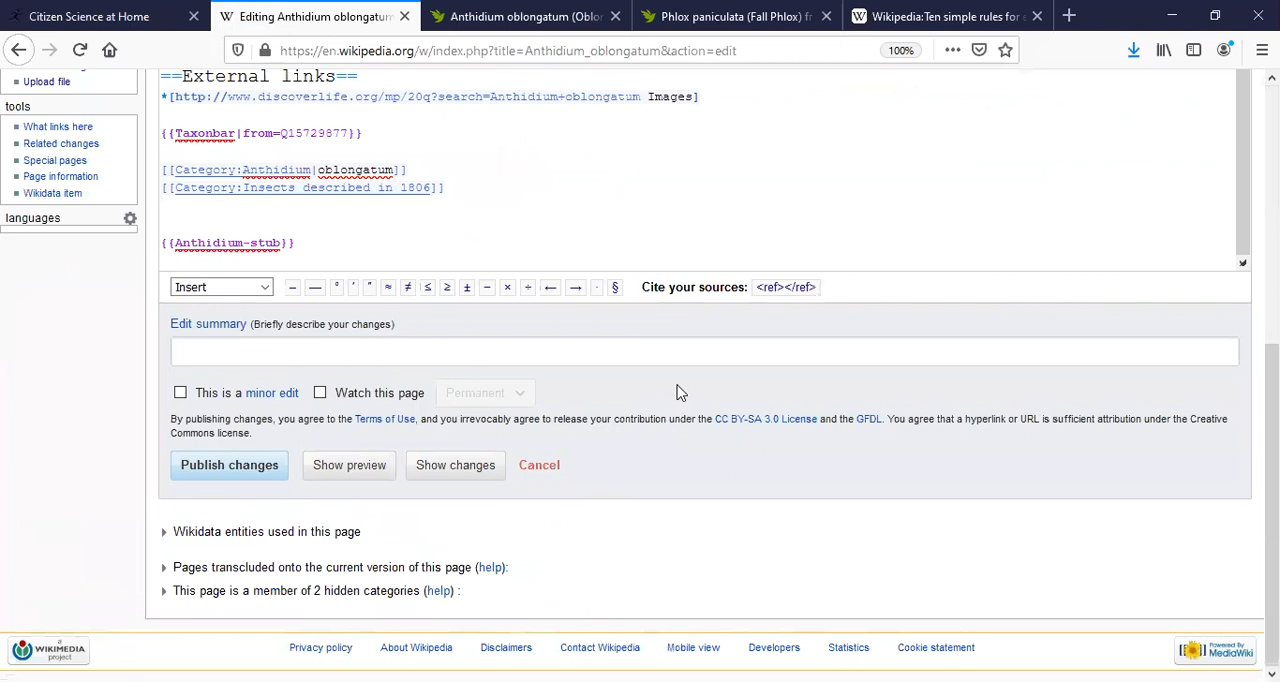 Citizen Science at Home
Editing Anthidium oblongatum
Anthidium oblongatum (Oblon
Phlox paniculata (Fall Phlox) f
Wikipedia:Ten simple rules for e
https://en.wikipedia.org/w/index.php?title=Anthidium_oblongatum&action=edit
100%
Upload file
tools
What links here
Related changes
Special pages
Page information
Wikidata item
languages
==External links==
*[http://www.discoverlife.org/mp/20q?search=Anthidium+oblongatum Images]
{{Taxonbar|from=Q15729877}}
[[Category:Anthidium|oblongatum]]
[[Category:Insects described in 1806]]
{{Anthidium-stub}}
Insert
– — ° ′ ″ ≈ ≠ ≤ ≥ ± − × ÷ ← → · §
Cite your sources: <ref></ref>
Edit summary (Briefly describe your changes)
This is a minor edit Watch this page Permanent
By publishing changes, you agree to the Terms of Use, and you irrevocably agree to release your contribution under the CC BY-SA 3.0 License and the GFDL. You agree that a hyperlink or URL is sufficient attribution under the Creative
Commons license.
Publish changes Show preview Show changes Cancel
Wikidata entities used in this page
Pages transcluded onto the current version of this page (help):
This page is a member of 2 hidden categories (help) :
a
WIKIMEDIA
project
Privacy policy About Wikipedia Disclaimers Contact Wikipedia Mobile view Developers Statistics Cookie statement
Powered By
MediaWiki